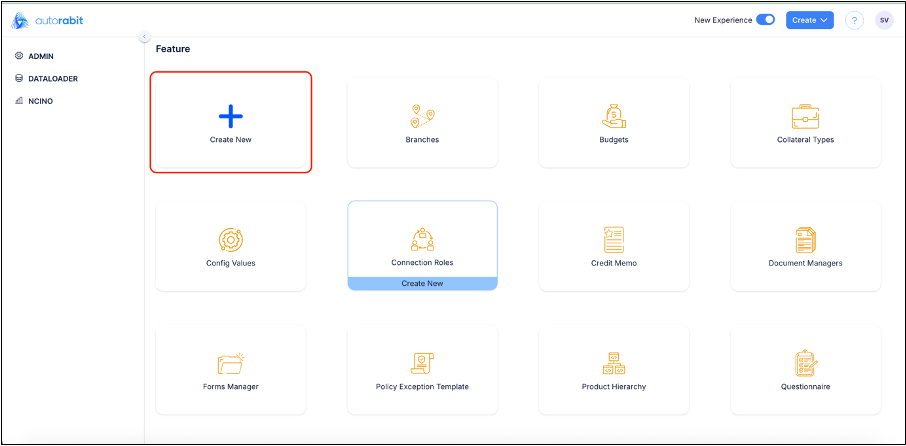 autorabit
New Experience
Create
?
SV
ADMIN
DATALOADER
NCINO
<
Feature
Create New
Branches
$
Budgets
Collateral Types
Config Values
Connection Roles
Create New
Credit Memo
Document Managers
Forms Manager
Policy Exception Template
Product Hierarchy
Questionnaire